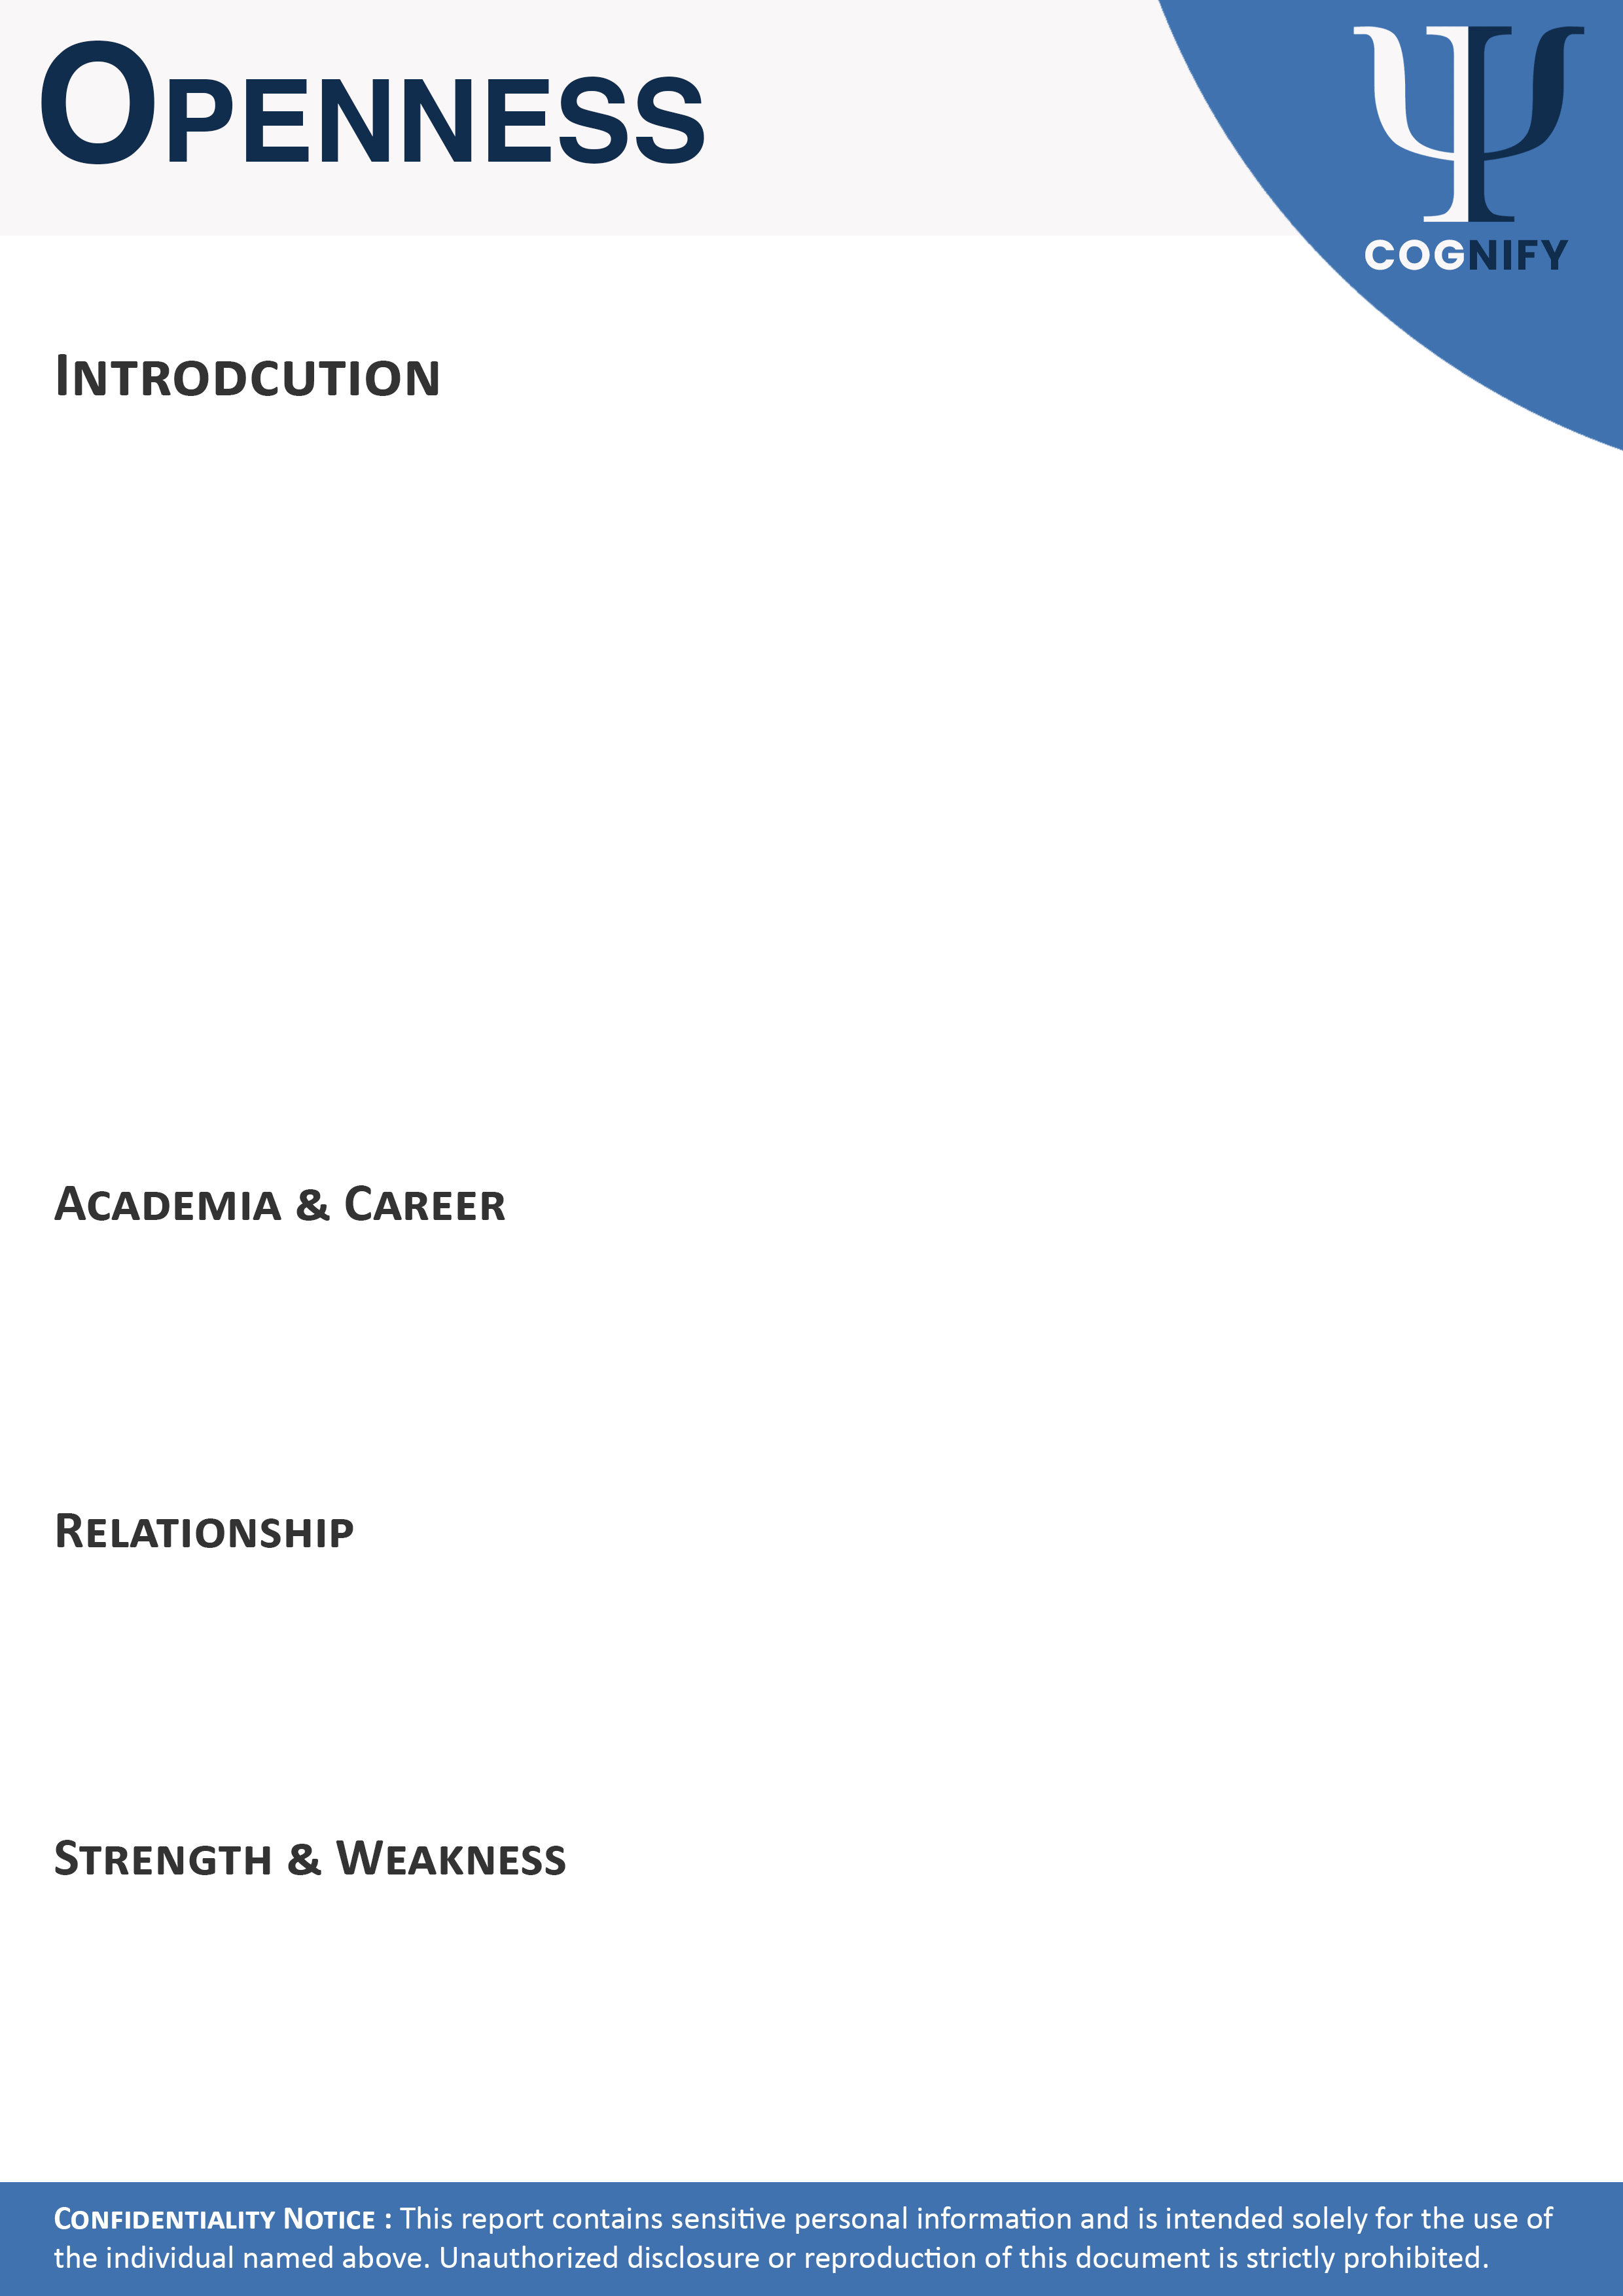 OPENNESS
COGNIFY
INTRODCUTION
ACADEMIA & CAREER
RELATIONSHIP
STRENGTH & WEAKNESS
CONFIDENTIALITY NOTICE : This report contains sensitive personal information and is intended solely for the use of
the individual named above. Unauthorized disclosure or reproduction of this document is strictly prohibited.